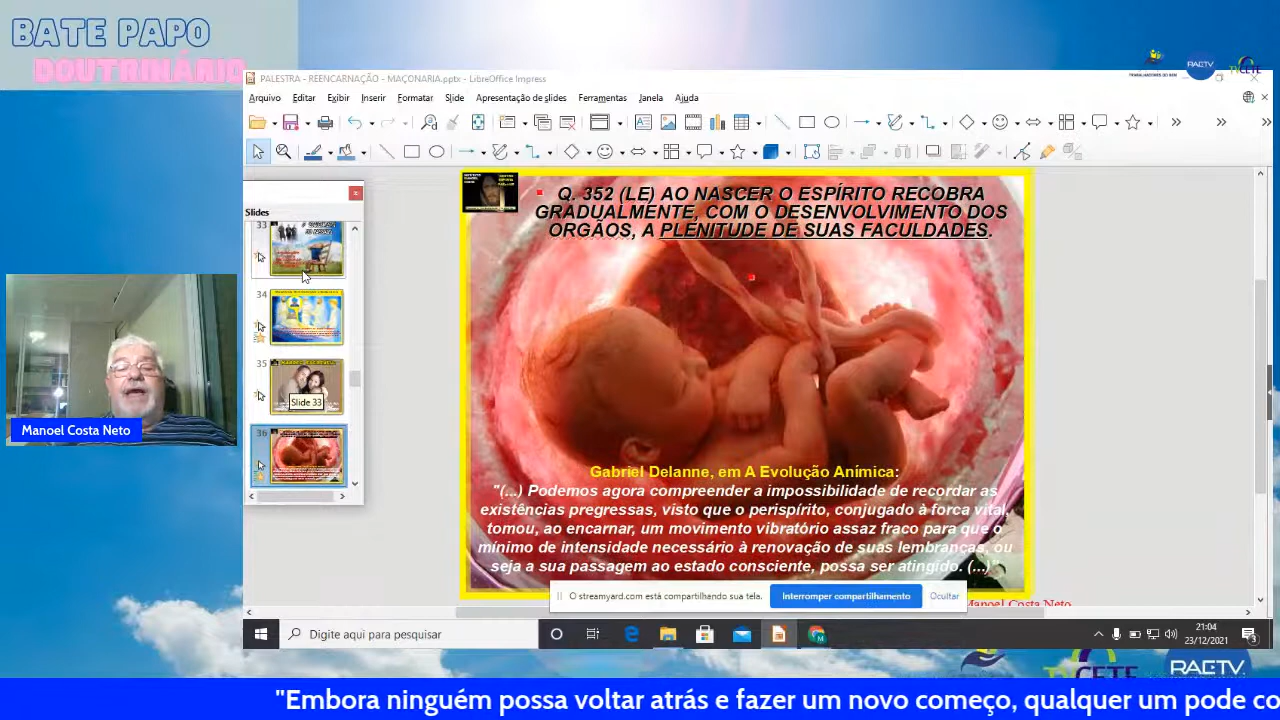 BATE PAPO
DOUTRINÁRIO
RAETV
PALESTRA - REENCARNAÇÃO - MAÇONARIA.pptx - LibreOffice Impress
Arquivo Editar Exibir Inserir Formatar Slide Apresentação de slides Ferramentas Janela Ajuda
Slides
33
34
35
Slide 33
36
Q. 352 (LE) AO NASCER O ESPÍRITO RECOBRA
GRADUALMENTE, COM O DESENVOLVIMENTO DOS
ORGÃOS, A PLENITUDE DE SUAS FACULDADES.
Gabriel Delanne, em A Evolução Anímica:
"(...) Podemos agora compreender a impossibilidade de recordar as
existências pregressas, visto que o perispírito, conjugado à forca vital,
tomou, ao encarnar, um movimento vibratório assaz fraco para que o
mínimo de intensidade necessário à renovação de suas lembranças, ou
seja a sua passagem ao estado consciente, possa ser atingido. (...)"
Manoel Costa Neto
Manoel Costa Neto
O streamyard.com está compartilhando sua tela.
Interromper compartilhamento
Ocultar
Digite aqui para pesquisar
21:04
23/12/2021
3
RAETV
"Embora ninguém possa voltar atrás e fazer um novo começo, qualquer um pode co